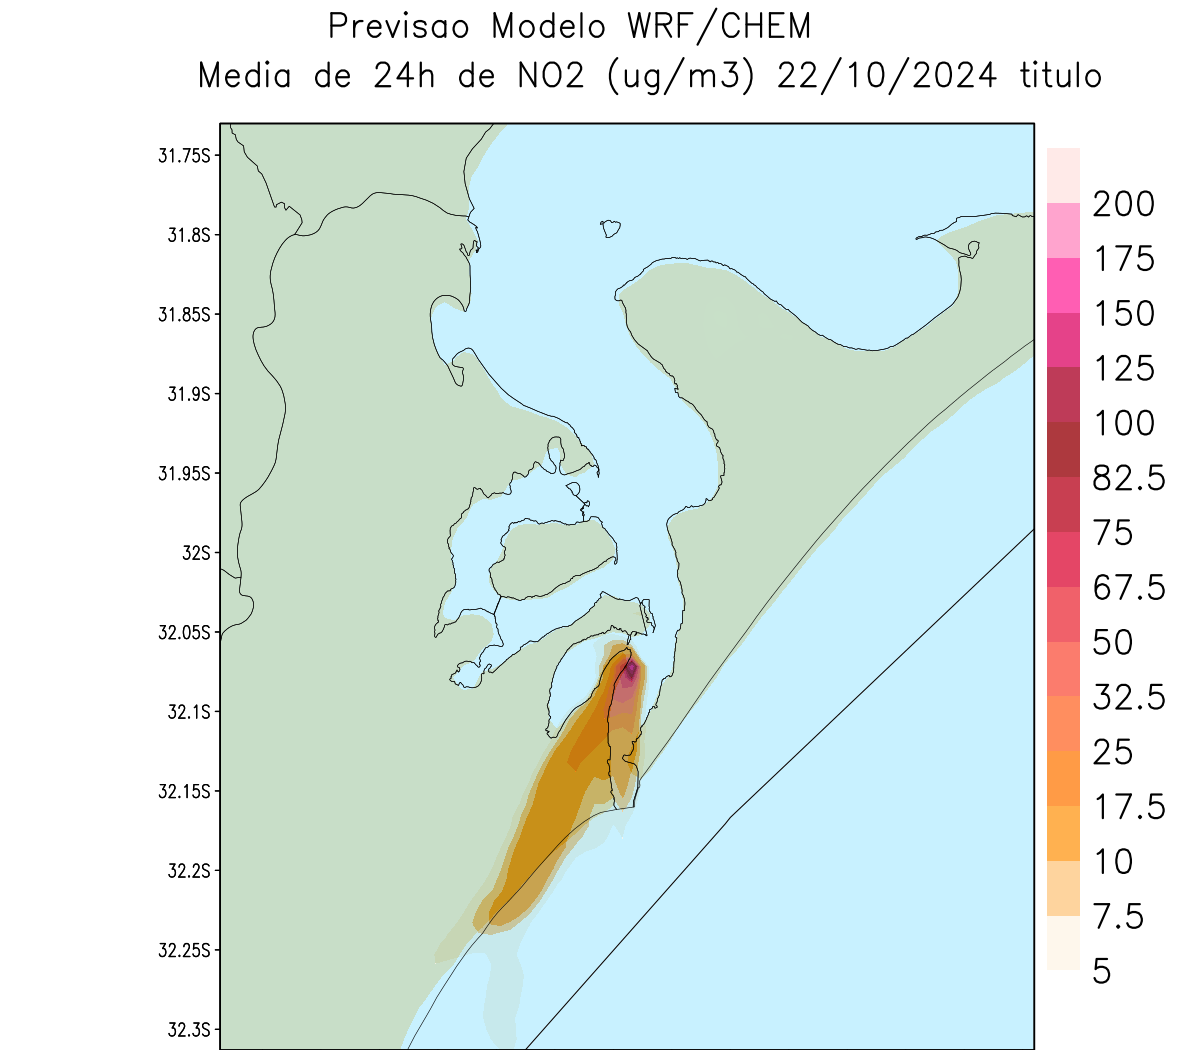 Previsao Modelo WRF/CHEM
Media de 24h de NO2 (ug/m3) 22/10/2024 titulo
31.75S
31.8S
31.85S
31.9S
31.95S
32S
32.05S
32.1S
32.15S
32.2S
32.25S
32.3S
200
175
150
125
100
82.5
75
67.5
50
32.5
25
17.5
10
7.5
5